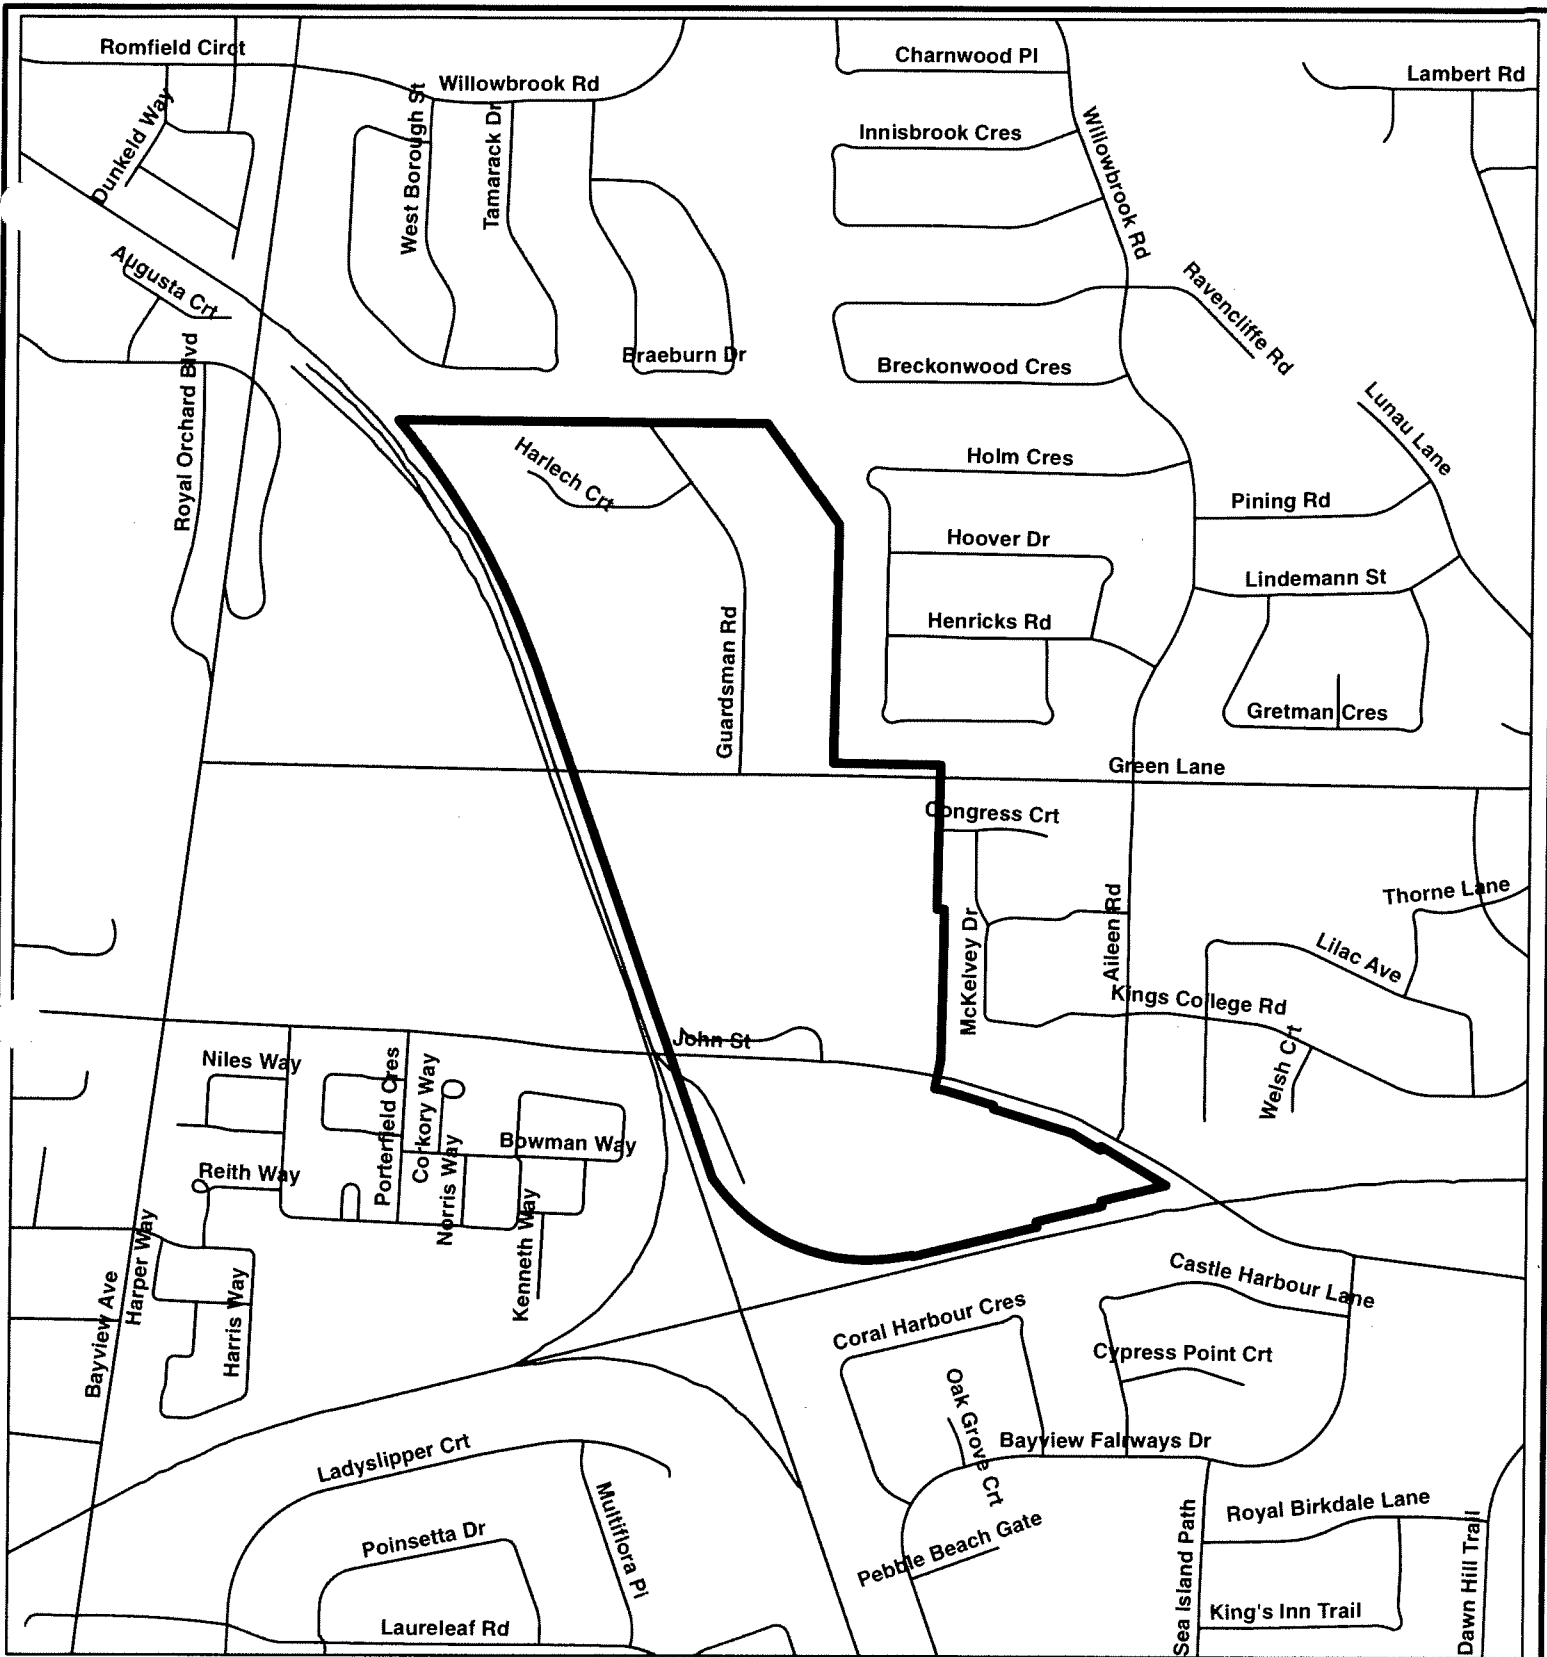 Romfield Circt
Charnwood Pl
Lambert Rd
Willowbrook Rd
Dunkeld Way
West Borough St
Tamarack Dr
Innisbrook Cres
Willowbrook Rd
Augusta Crt
Ravencliffe Rd
Royal Orchard Blvd
Braeburn Dr
Breckonwood Cres
Lunau Lane
Harlech Crt
Holm Cres
Pining Rd
Hoover Dr
Lindemann St
Henricks Rd
Guardsman Rd
Gretman Cres
Green Lane
Congress Crt
Thorne Lane
McKelvey Dr
Aileen Rd
Lilac Ave
Kings College Rd
John St
Niles Way
Porterfield Cres
Corkory Way
Welsh Crt
Bowman Way
Reith Way
Norris Way
Kenneth Way
Harper Way
Bayview Ave
Harris Way
Castle Harbour Lane
Coral Harbour Cres
Cypress Point Crt
Oak Grove Crt
Bayview Fairways Dr
Ladyslipper Crt
Multiflora Pl
Royal Birkdale Lane
Poinsetta Dr
Pebble Beach Gate
Sea Island Path
Dawn Hill Trail
King's Inn Trail
Laureleaf Rd